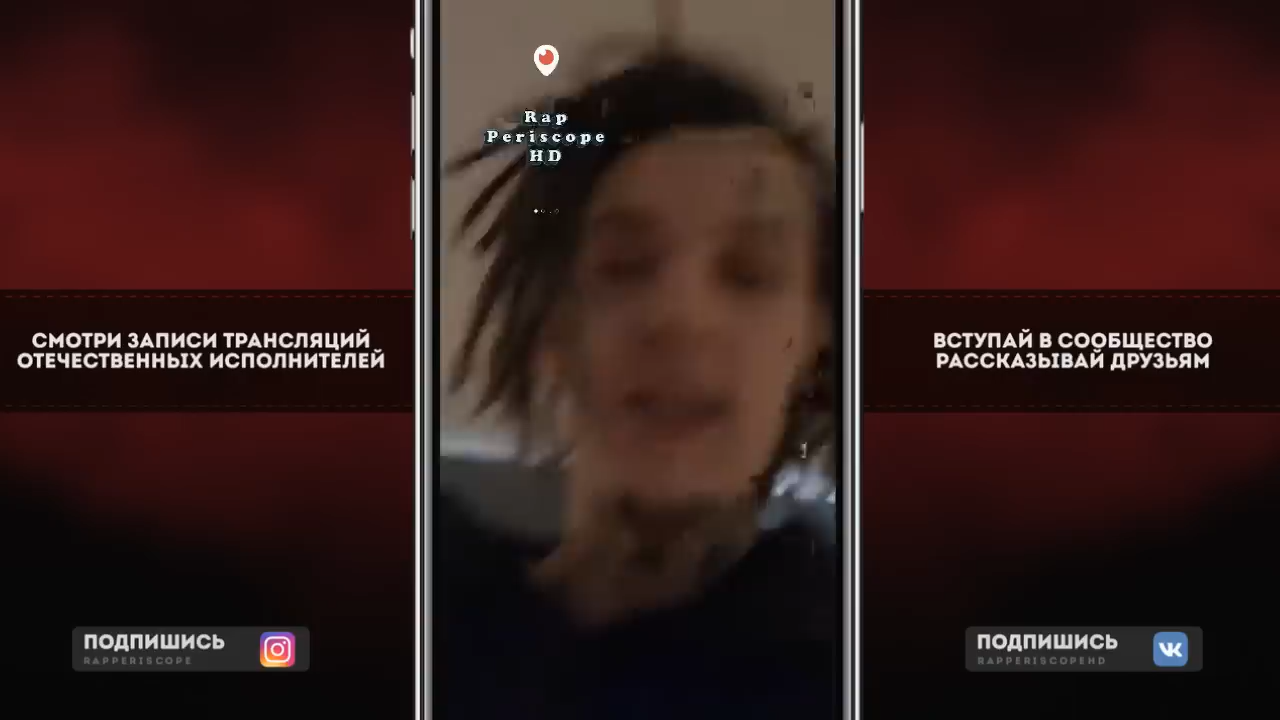 Rap
Periscope
HD
СМОТРИ ЗАПИСИ ТРАНСЛЯЦИЙ
ОТЕЧЕСТВЕННЫХ ИСПОЛНИТЕЛЕЙ
ВСТУПАЙ В СООБЩЕСТВО
РАССКАЗЫВАЙ ДРУЗЬЯМ
ПОДПИШИСЬ
RAPPERISCOPE
ПОДПИШИСЬ
RAPPERISCOPEHD